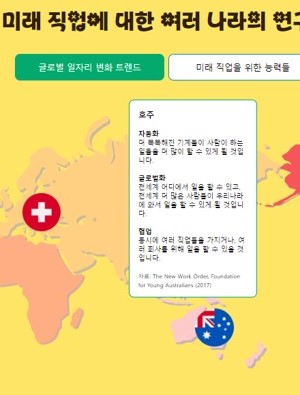 미래 직업에 대한 여러 나라의 연구
글로벌 일자리 변화 트렌드
미래 직업을 위한 능력들
호주
자동화
더 똑똑해진 기계들이 사람이 하는
일들을 더 많이 할 수 있게 될 것입
니다.
글로벌화
전세계 어디에서 일을 할 수 있고,
전세계 더 많은 사람들이 우리나라
에 와서 일을 할 수 있게 될 것입니
다.
협업
동시에 여러 직업들을 가지거나, 여
러 회사를 위해 일을 할 수 있을 것
입니다.
자료: The New Work Order, Foundation
for Young Australians (2017)